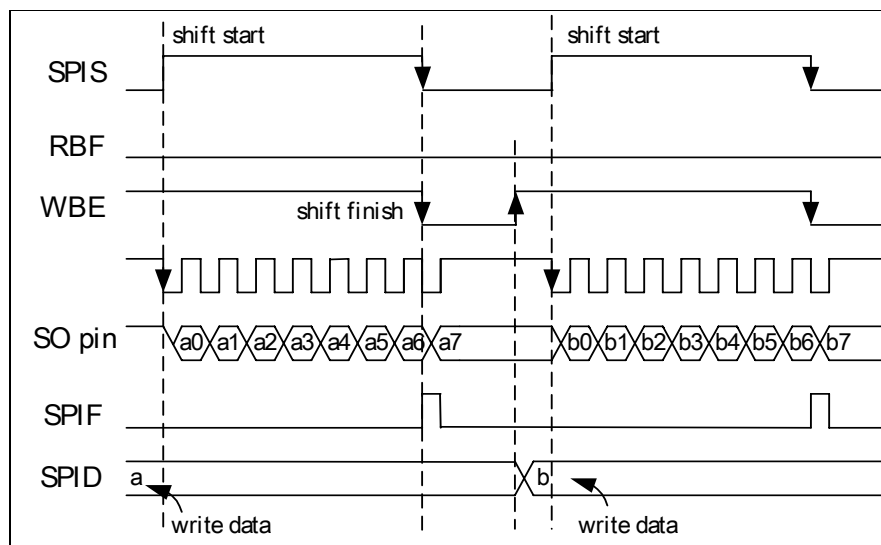 shift start shift start
SPIS
RBF
WBE
shift finish
SO pin a0 a1 a2 a3 a4 a5 a6 a7 b0 b1 b2 b3 b4 b5 b6 b7
SPIF
SPID a b
write data write data